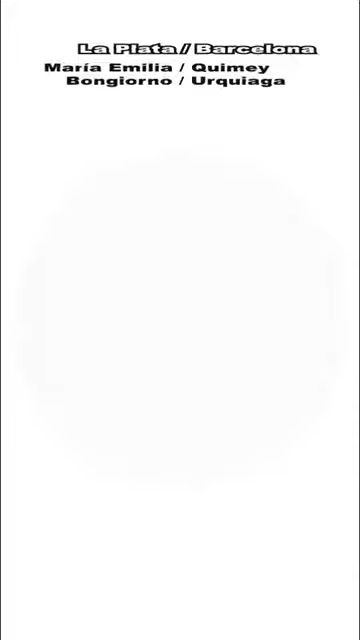 La Plata / Barcelona
María Emilia / Quimey
Bongiorno / Urquiaga